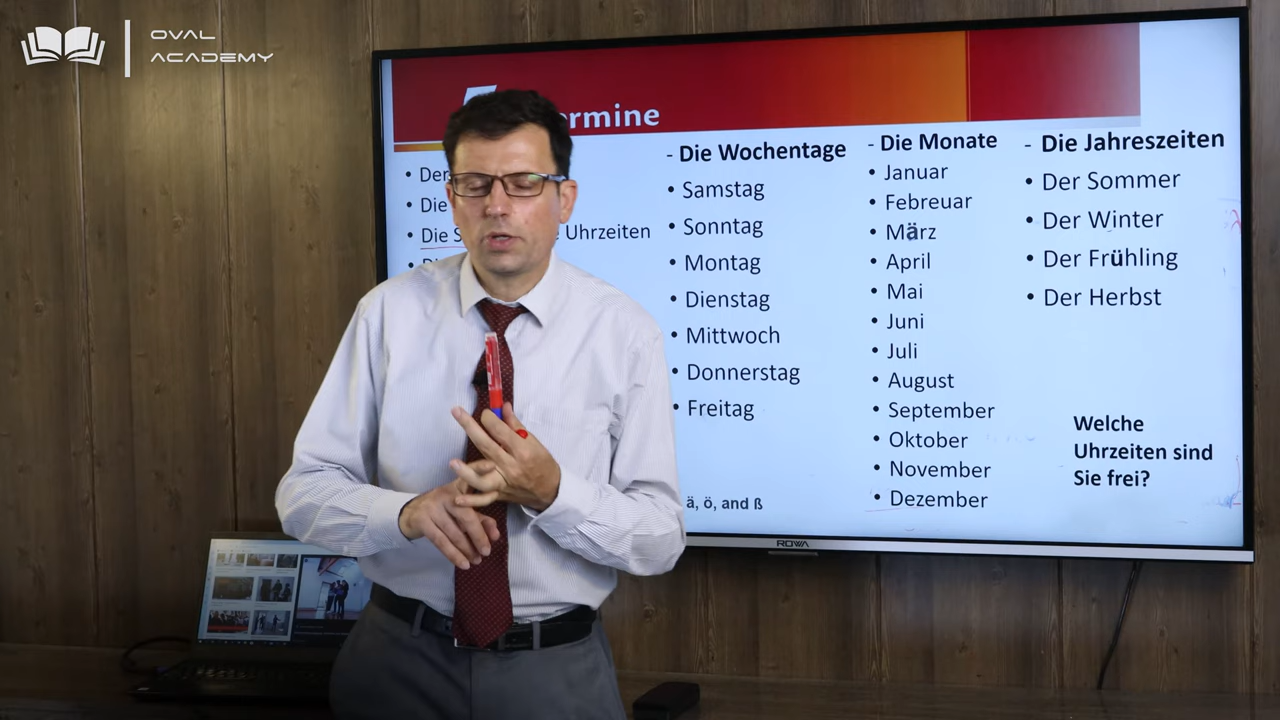 OVAL
ACADEMY
ermine
Der
Die
Die S Uhrzeiten
- Die Wochentage
• Samstag
• Sonntag
• Montag
• Dienstag
• Mittwoch
• Donnerstag
• Freitag
ä, ö, and ß
- Die Monate
• Januar
• Febreuar
• März
• April
• Mai
• Juni
• Juli
• August
• September
• Oktober
• November
• Dezember
- Die Jahreszeiten
• Der Sommer
• Der Winter
• Der Frühling
• Der Herbst
Welche
Uhrzeiten sind
Sie frei?
ROWA